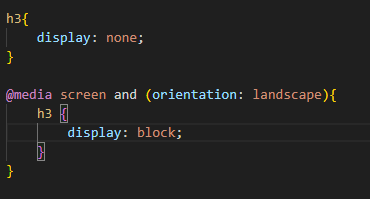 h3{
    display: none;
}

@media screen and (orientation: landscape){
    h3 {
        display: block;
    }
}